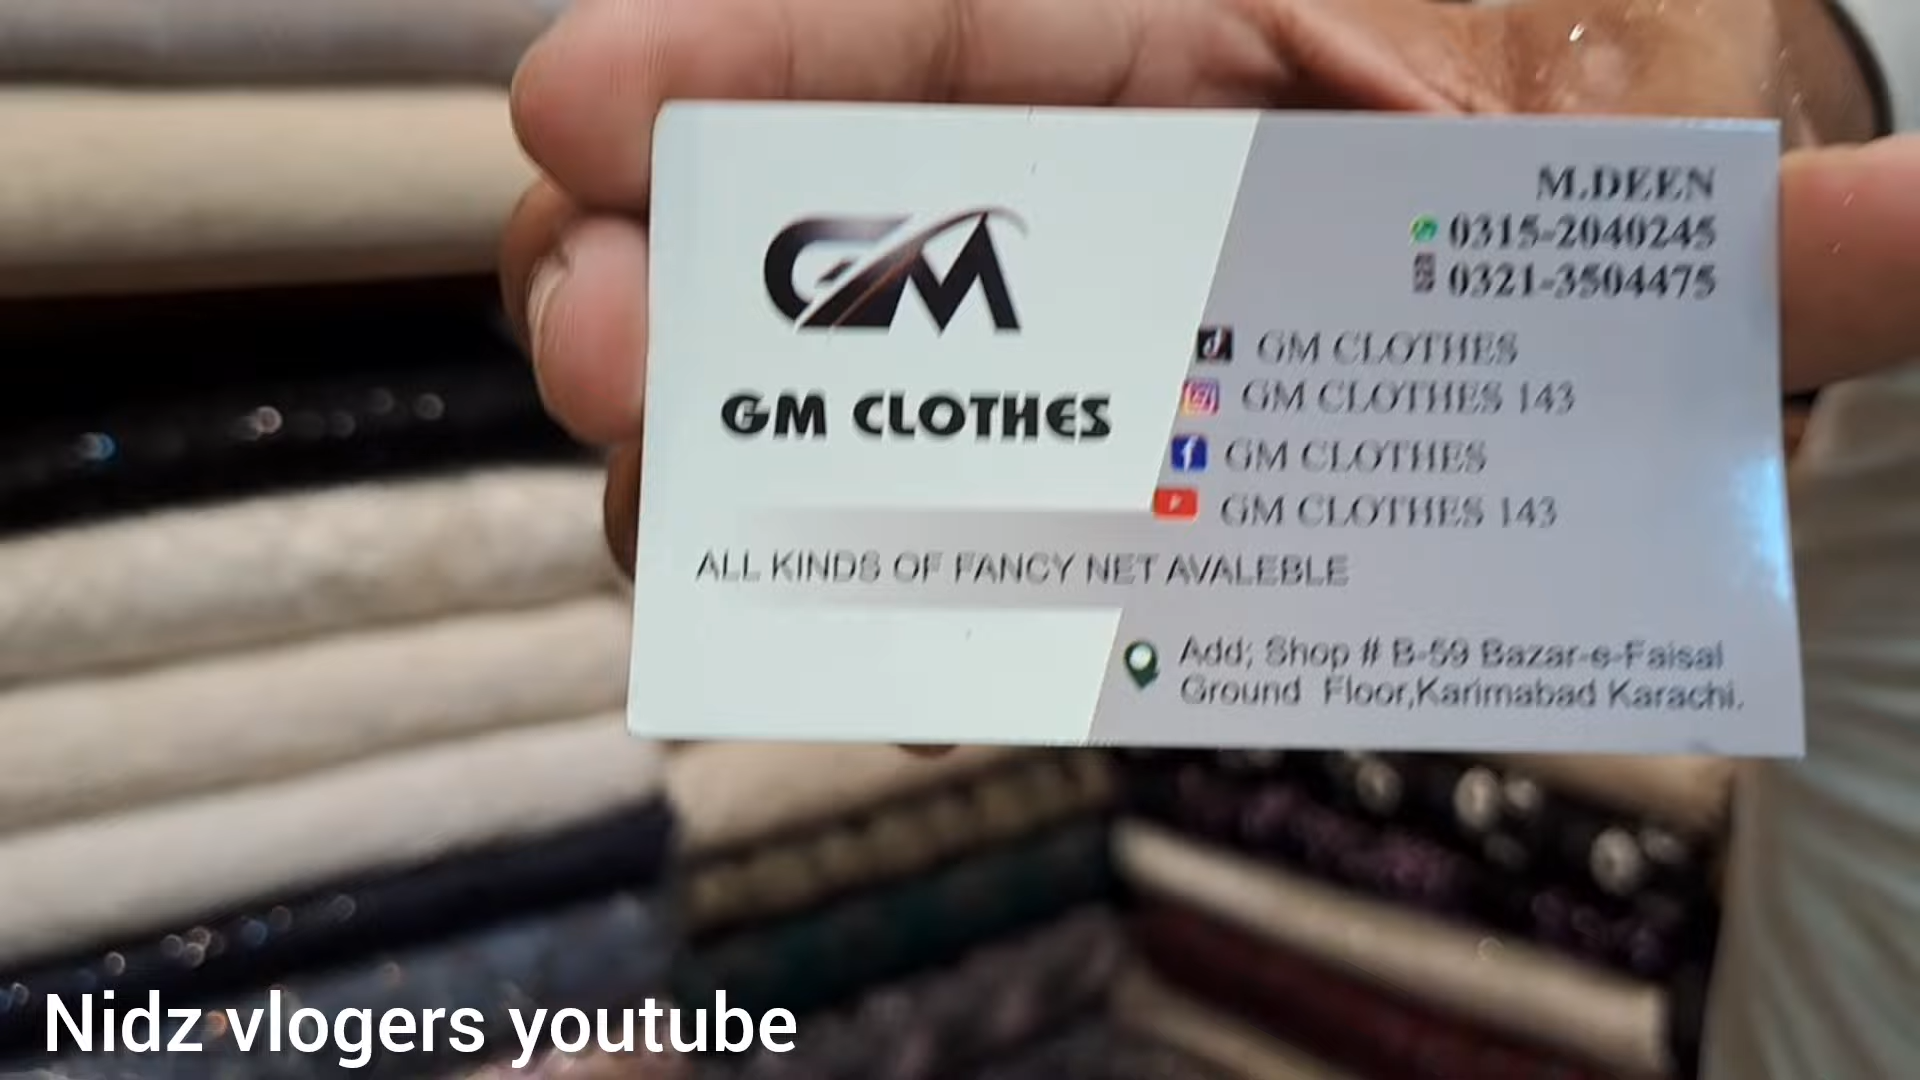 GM
GM CLOTHES
M.DEEN
0315-2040245
0321-3504475
GM CLOTHES
GM CLOTHES 143
GM CLOTHES
GM CLOTHES 143
ALL KINDS OF FANCY NET AVALEBLE
Add; Shop # B-59 Bazar-e-Faisal
Ground Floor,Karimabad Karachi.
Nidz vlogers youtube